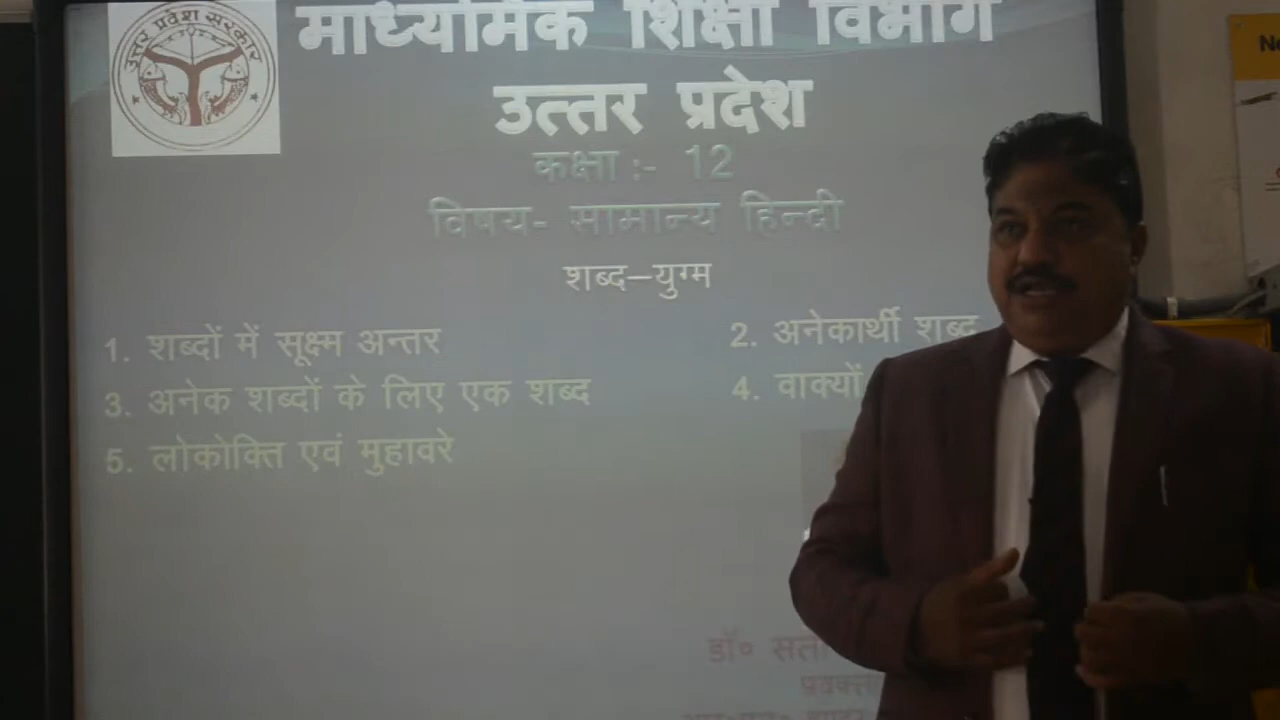 उत्तर प्रदेश सरकार
माध्यमिक शिक्षा विभाग
उत्तर प्रदेश
कक्षा :- 12
विषय- सामान्य हिन्दी
शब्द–युग्म
1. शब्दों में सूक्ष्म अन्तर 2. अनेकार्थी शब्द
3. अनेक शब्दों के लिए एक शब्द 4. वाक्यों
5. लोकोक्ति एवं मुहावरे
डॉ०